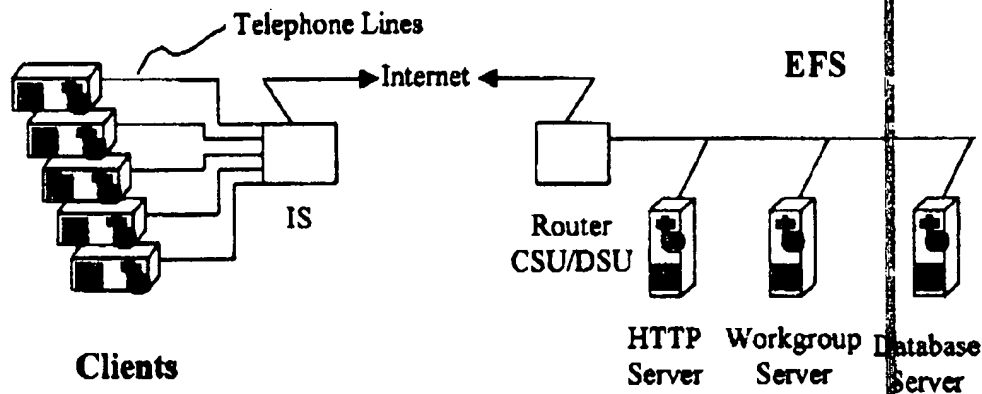 Telephone Lines
Internet
EFS
IS
Router
CSU/DSU
HTTP
Server
Workgroup
Server
Database
Server
Clients